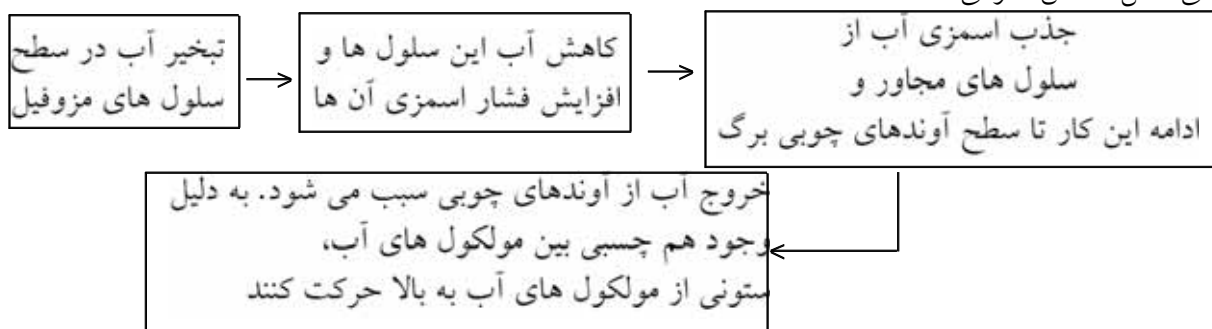 تبخیر آب در سطح
سلول های مزوفیل
کاهش آب این سلول ها و
افزایش فشار اسمزی آن ها
جذب اسمزی آب از
سلول های مجاور و
ادامه این کار تا سطح آوندهای چوبی برگ
خروج آب از آوندهای چوبی سبب می شود. به دلیل
وجود هم چسبی بین مولکول های آب،
ستونی از مولکول های آب به بالا حرکت کنند